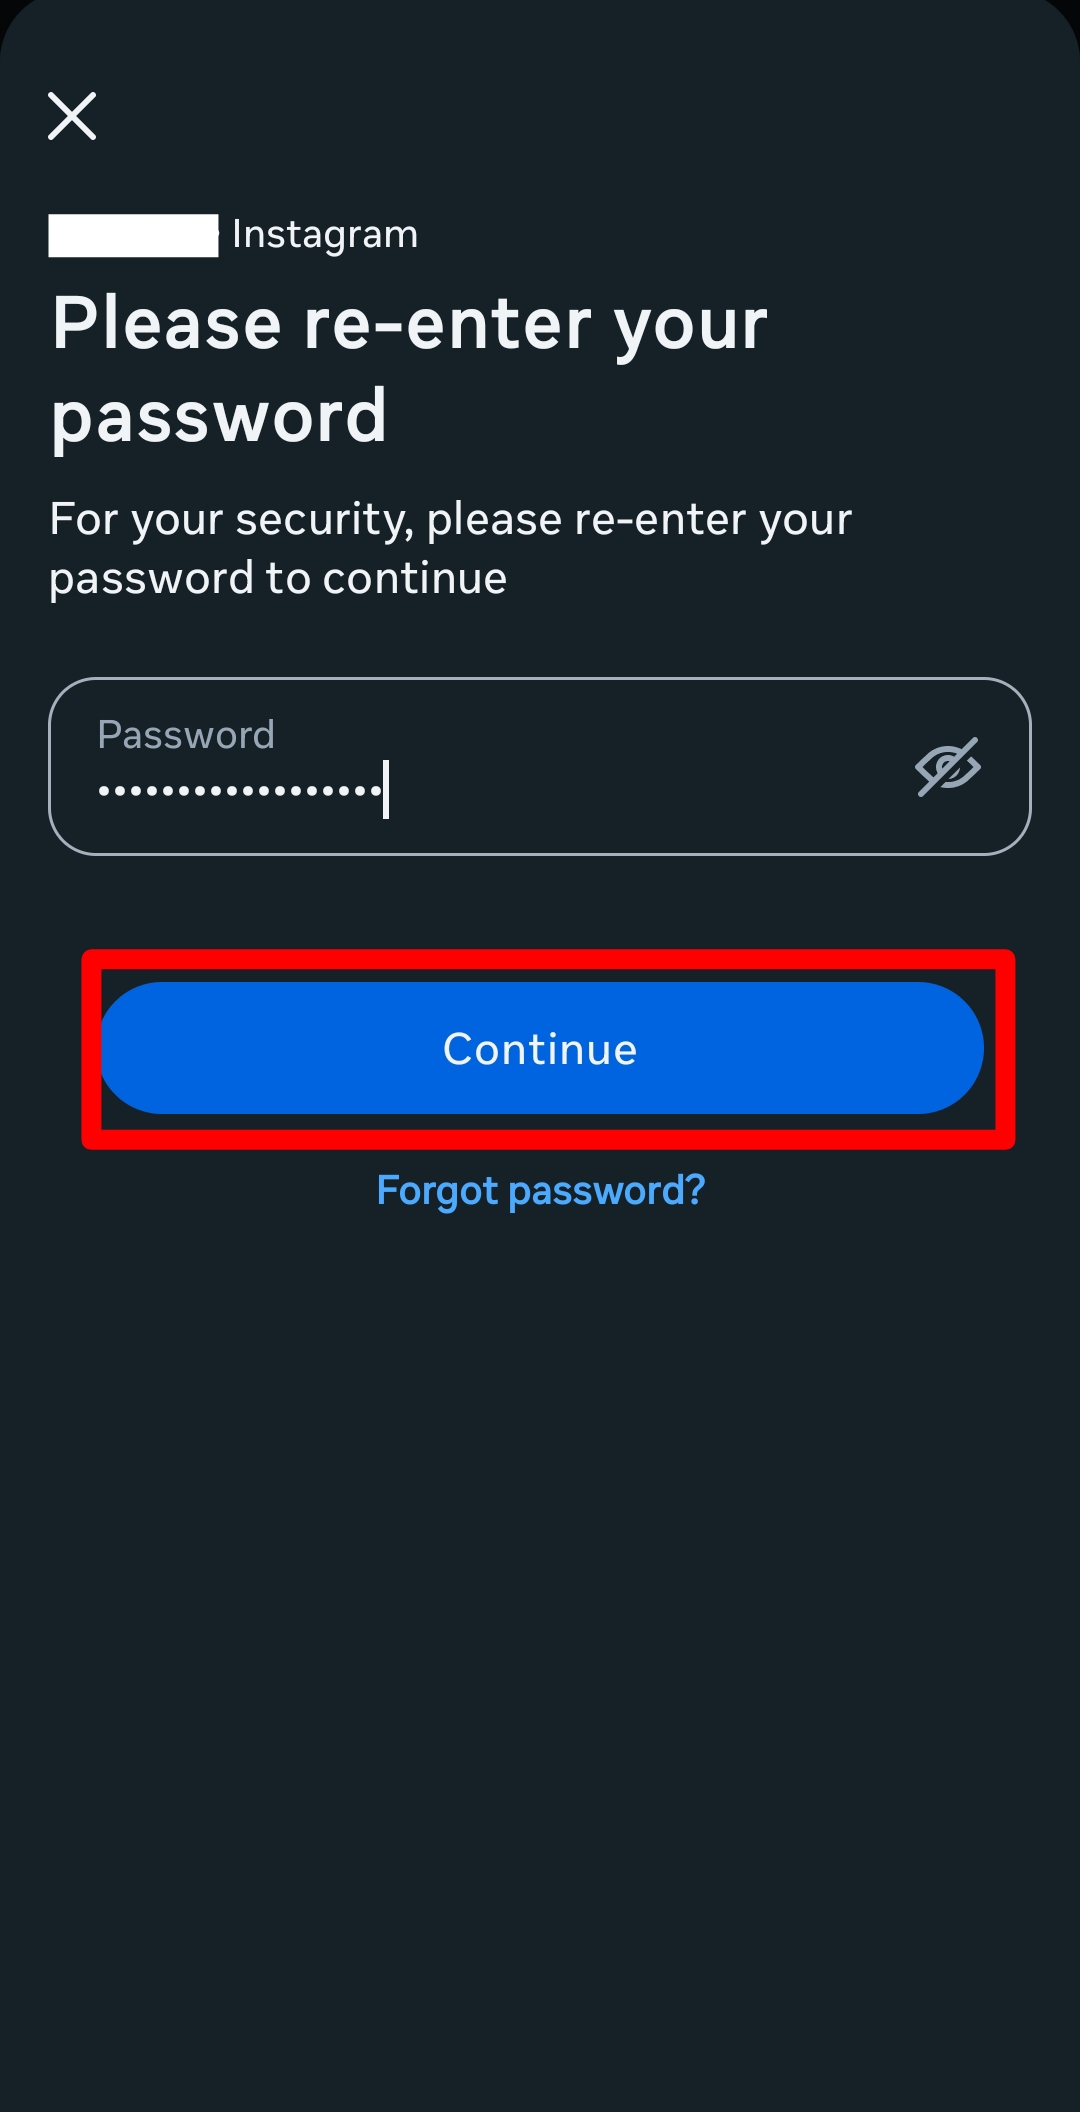 Instagram
Please re-enter your
password
For your security, please re-enter your
password to continue
Password
••••••••••••••••••
Continue
Forgot password?